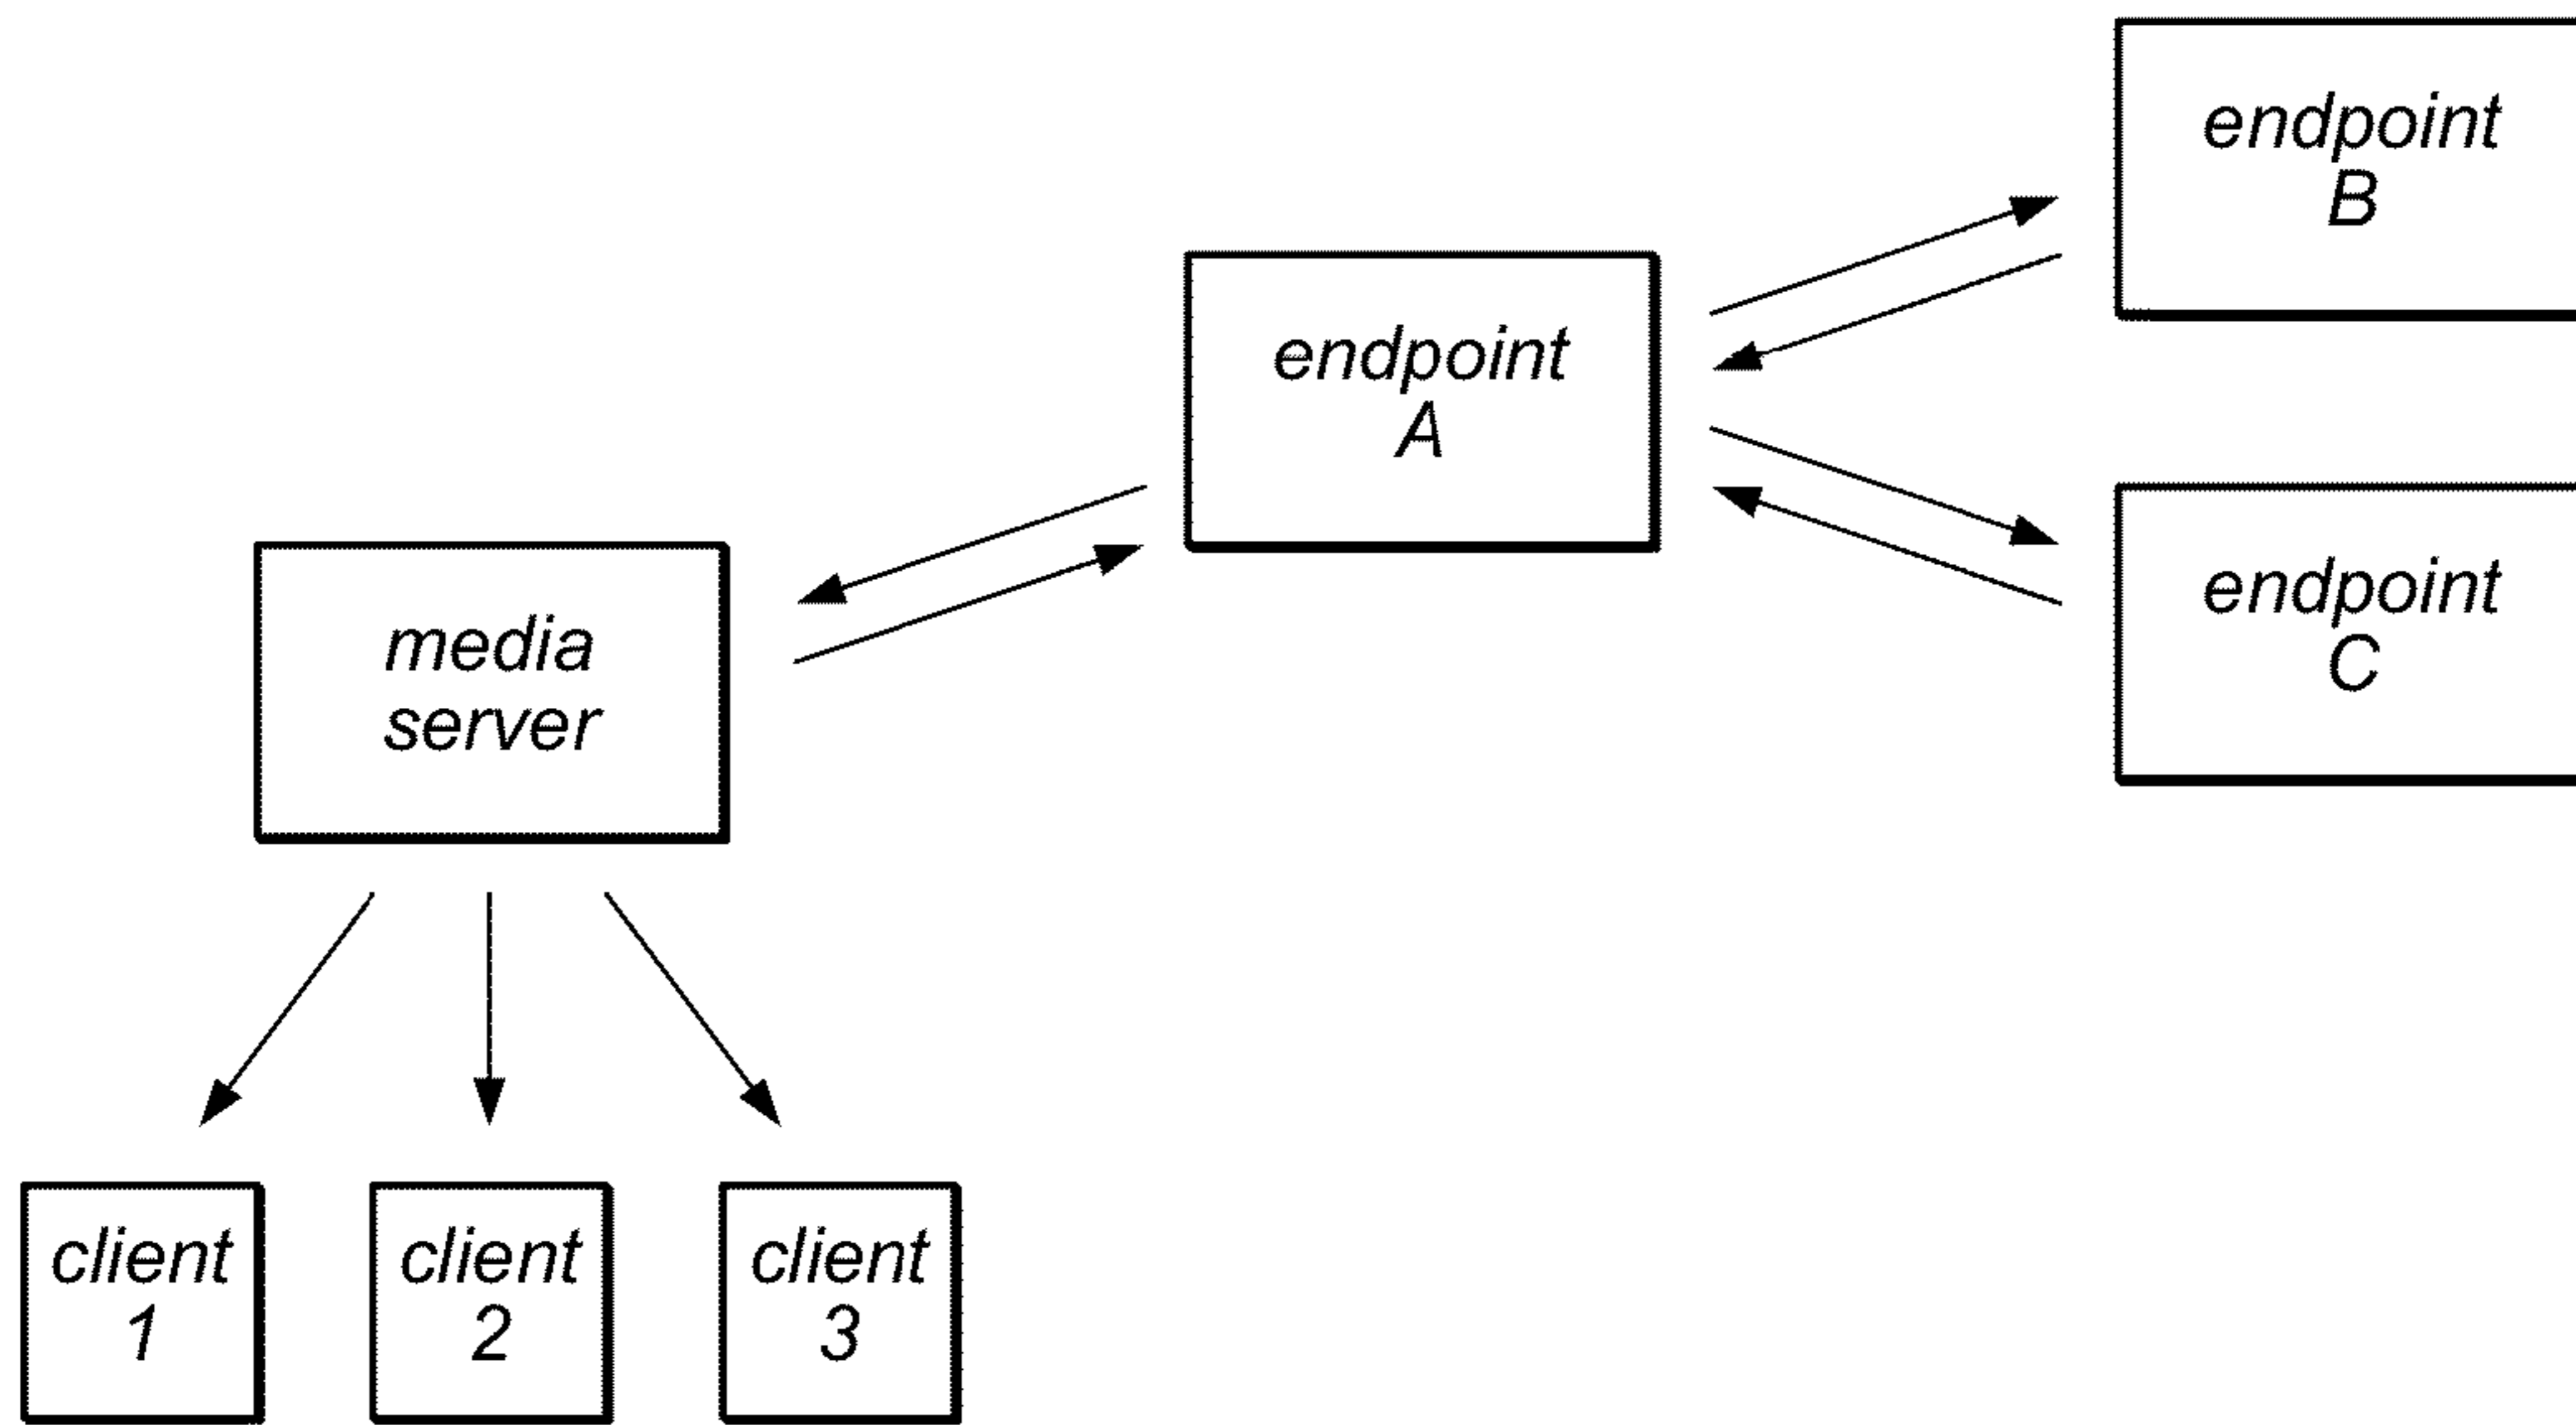 endpoint
B
endpoint
A
endpoint
C
media
server
client
1
client
2
client
3